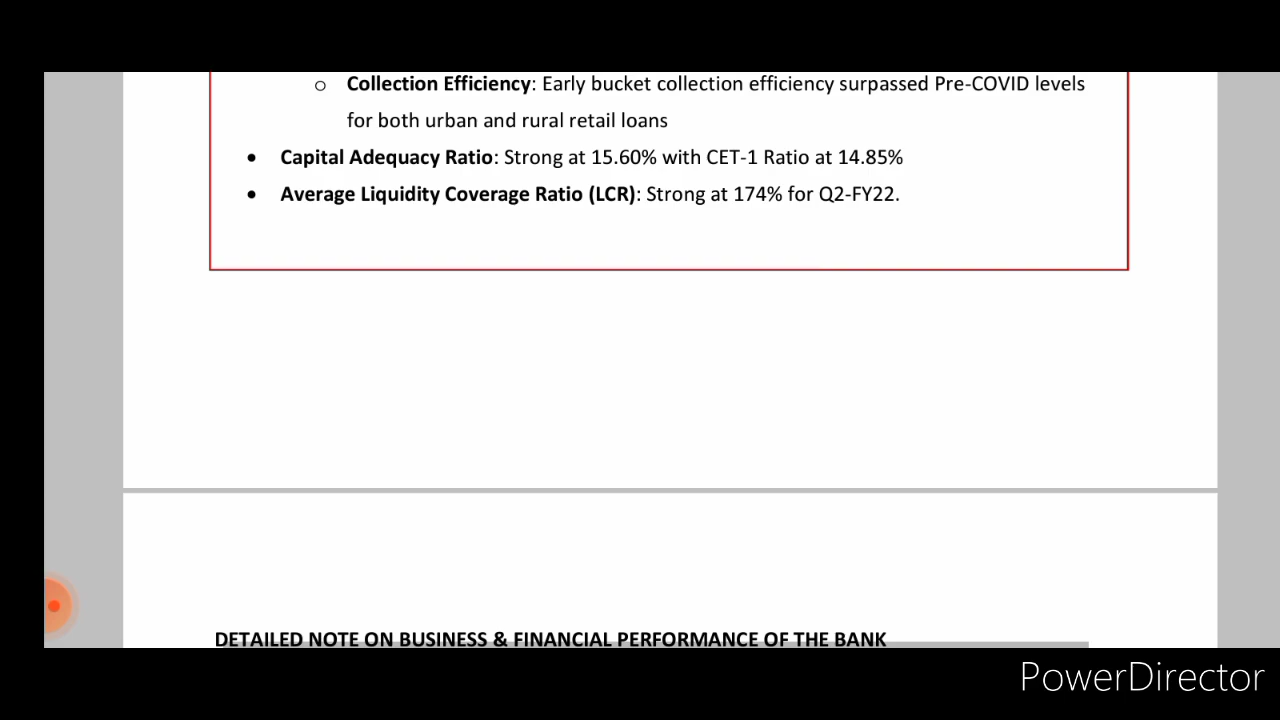 o Collection Efficiency: Early bucket collection efficiency surpassed Pre-COVID levels
for both urban and rural retail loans
• Capital Adequacy Ratio: Strong at 15.60% with CET-1 Ratio at 14.85%
• Average Liquidity Coverage Ratio (LCR): Strong at 174% for Q2-FY22.
DETAILED NOTE ON BUSINESS & FINANCIAL PERFORMANCE OF THE BANK
PowerDirector